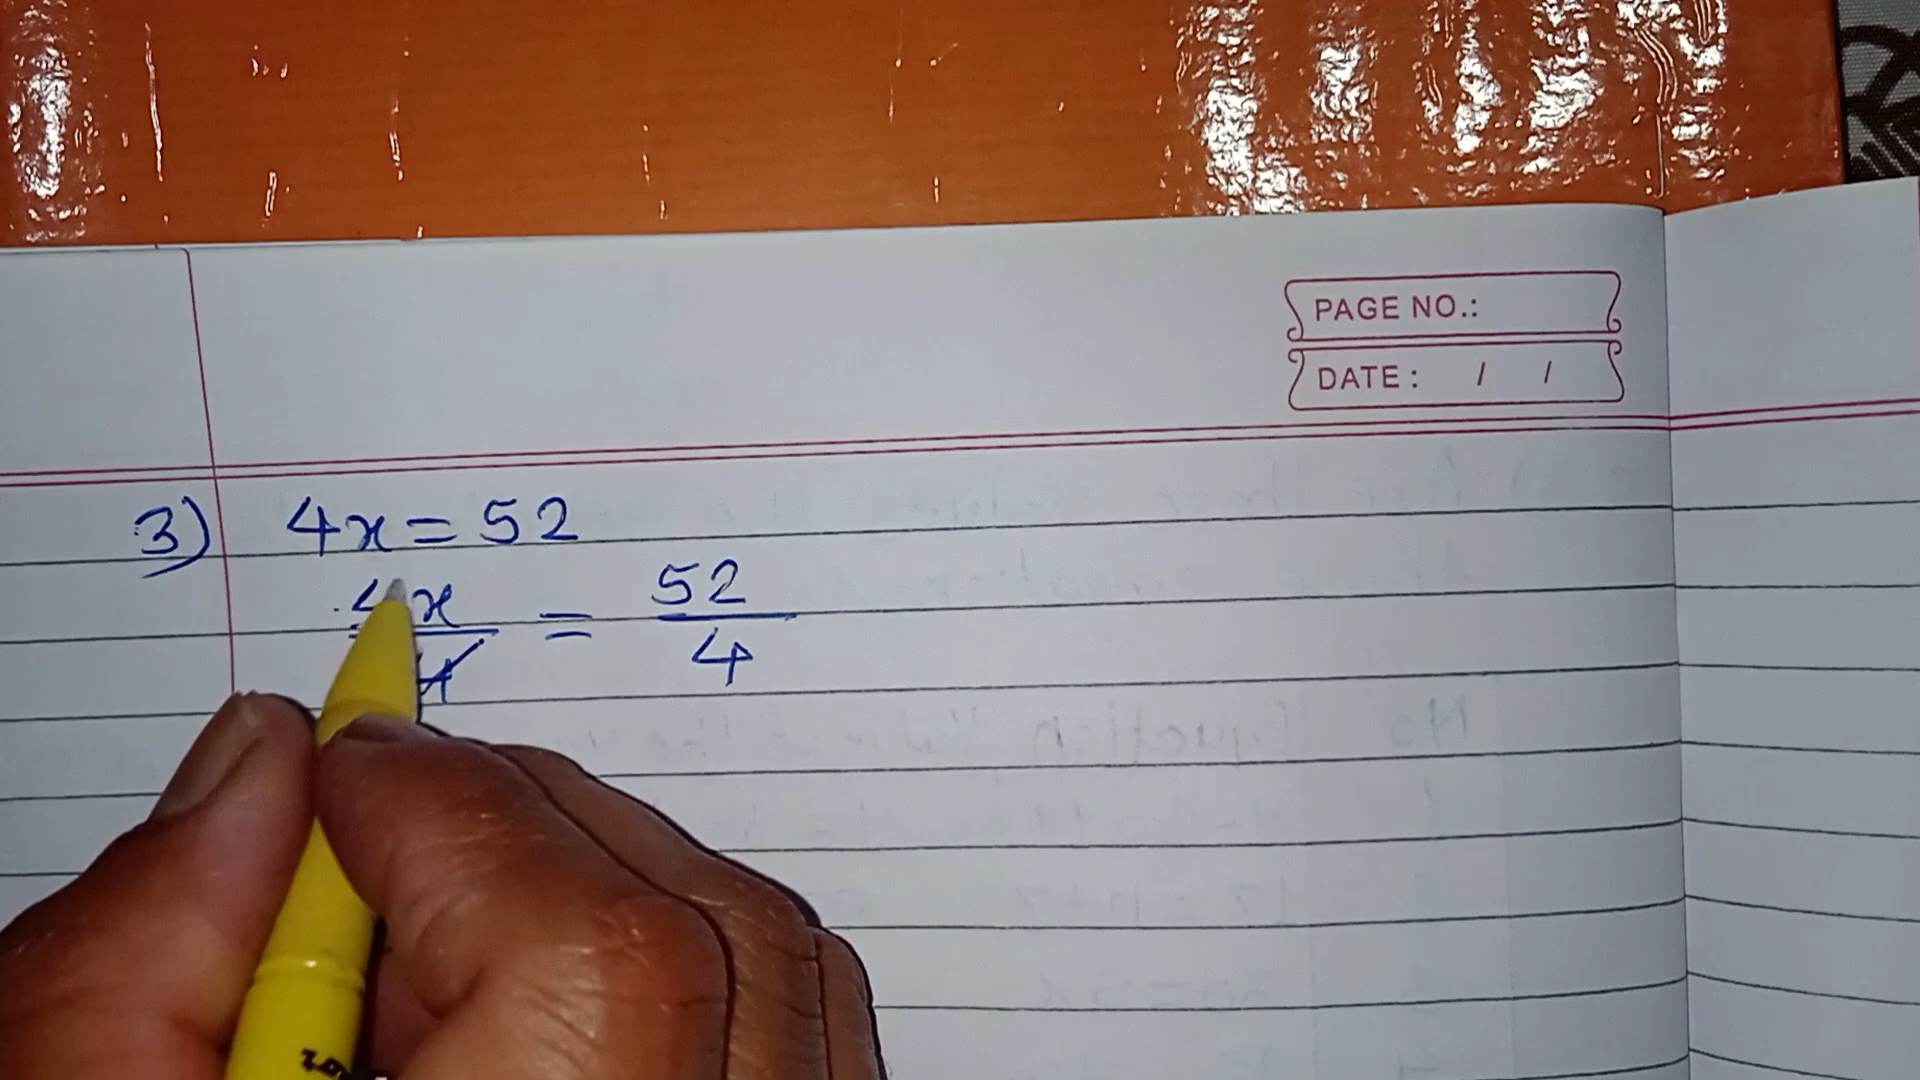 PAGE NO.:
DATE : / /
3) 4x = 52
4x/4 = 52/4